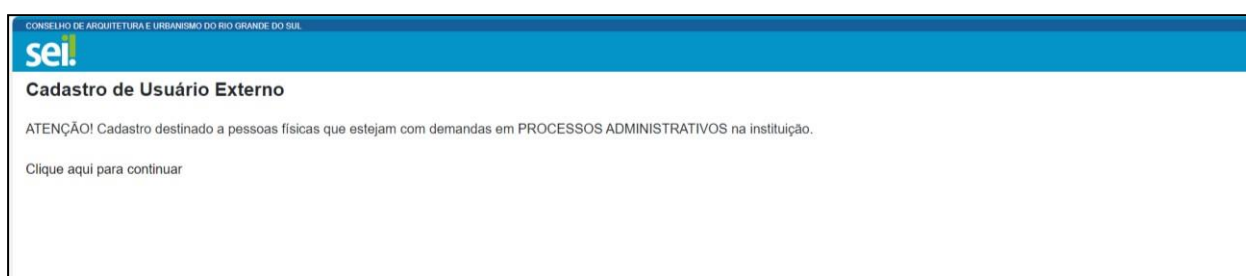 CONSELHO DE ARQUITETURA E URBANISMO DO RIO GRANDE DO SUL
sei!
Cadastro de Usuário Externo
ATENÇÃO! Cadastro destinado a pessoas físicas que estejam com demandas em PROCESSOS ADMINISTRATIVOS na instituição.
Clique aqui para continuar